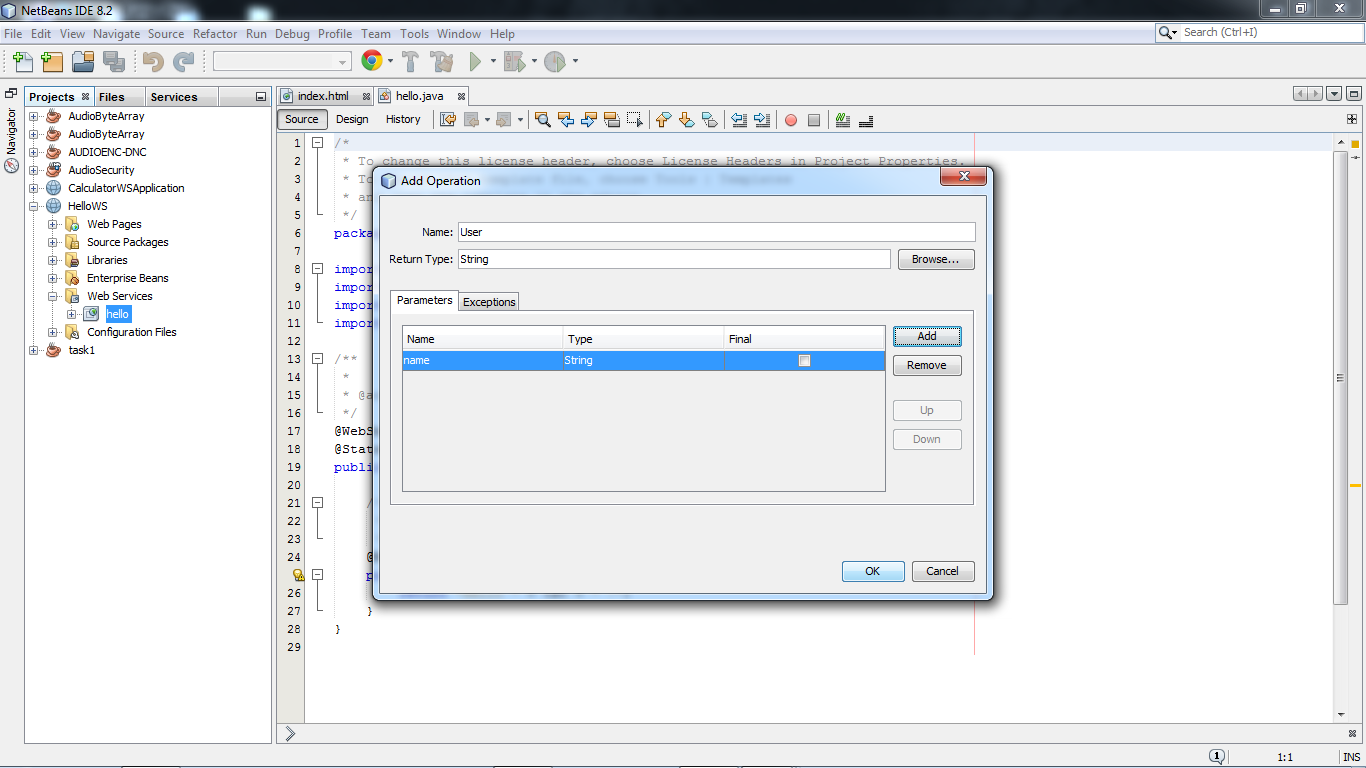 NetBeans IDE 8.2
File Edit View Navigate Source Refactor Run Debug Profile Team Tools Window Help
Search (Ctrl+I)
Projects Files Services
Navigator
AudioByteArray
AudioByteArray
AUDIOENC-DNC
AudioSecurity
CalculatorWSApplication
HelloWS
Web Pages
Source Packages
Libraries
Enterprise Beans
Web Services
hello
Configuration Files
task1
index.html hello.java
Source Design History
1 /*
2 * To change this license header, choose License Headers in Project Properties.
3 * To
4 * an
5 */
6 packa
7
8 impor
9 impor
10 impor
11 impor
12
13 /**
14 *
15 * @a
16 */
17 @WebS
18 @Stat
19 publi
20
21 /
22
23
24 @
p
26
27 }
28 }
29
Add Operation
Name: User
Return Type: String Browse...
Parameters Exceptions
Name Type Final
name String
Add
Remove
Up
Down
OK Cancel
1 1:1 INS